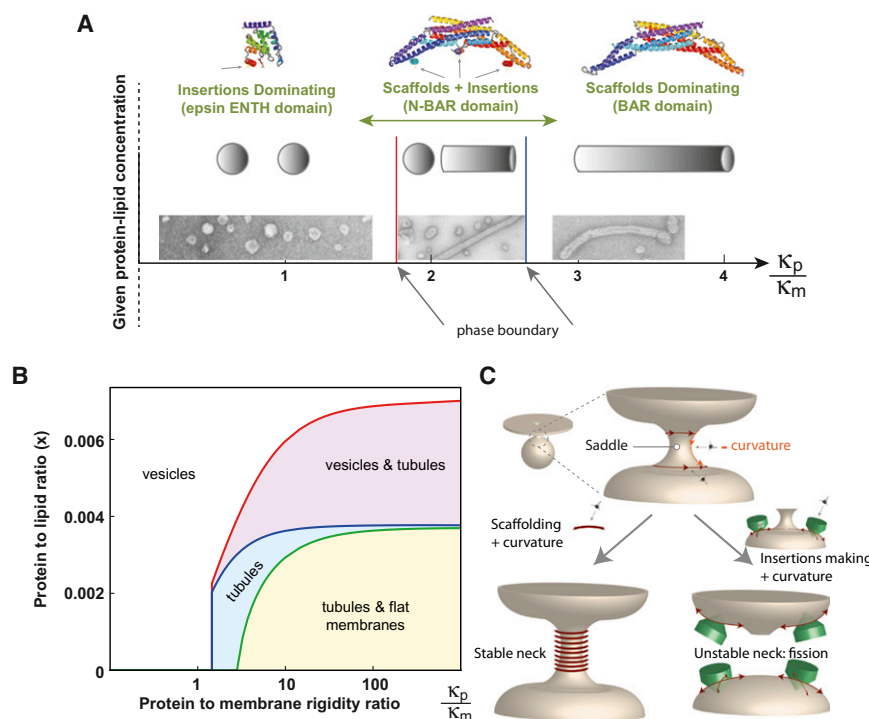 A
Insertions Dominating
(epsin ENTH domain)
Scaffolds + Insertions
(N-BAR domain)
Scaffolds Dominating
(BAR domain)
Given protein-lipid concentration
1
2
3
4
κp
κm
phase boundary
B
Protein to lipid ratio (x)
0.006
0.004
0.002
0
vesicles
vesicles & tubules
tubules
tubules & flat
membranes
1
10
100
Protein to membrane rigidity ratio
κp
κm
C
Saddle
- curvature
Scaffolding
+ curvature
Insertions making
+ curvature
Stable neck
Unstable neck: fission